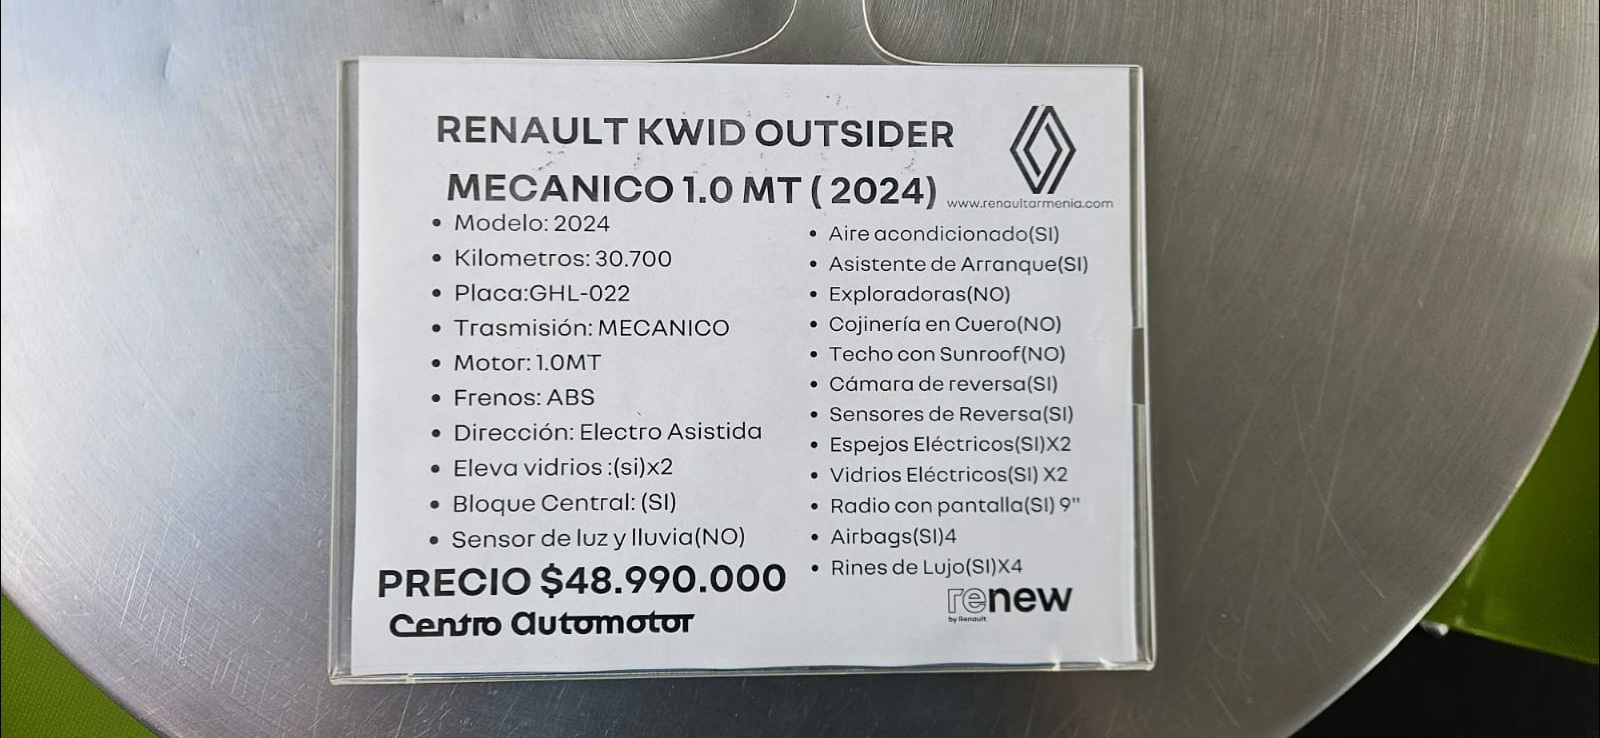 RENAULT KWID OUTSIDER
MECANICO 1.0 MT ( 2024)
www.renaultarmenia.com
• Modelo: 2024
• Kilometros: 30.700
• Placa:GHL-022
• Trasmisión: MECANICO
• Motor: 1.0MT
• Frenos: ABS
• Dirección: Electro Asistida
• Eleva vidrios :(si)x2
• Bloque Central: (SI)
• Sensor de luz y lluvia(NO)
• Aire acondicionado(SI)
• Asistente de Arranque(SI)
• Exploradoras(NO)
• Cojinería en Cuero(NO)
• Techo con Sunroof(NO)
• Cámara de reversa(SI)
• Sensores de Reversa(SI)
• Espejos Eléctricos(SI)X2
• Vidrios Eléctricos(SI) X2
• Radio con pantalla(SI) 9"
• Airbags(SI)4
• Rines de Lujo(SI)X4
PRECIO $48.990.000
Centro Automotor
renew
by Renault